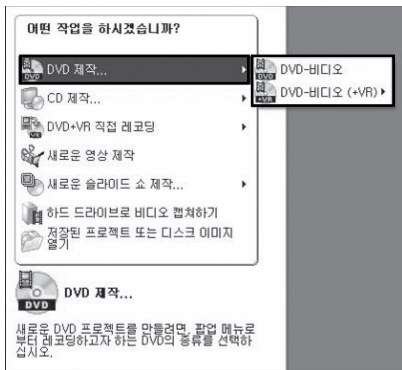 어떤 작업을 하시겠습니까?
DVD 제작...
DVD-비디오
DVD-비디오 (+VR)
CD 제작...
DVD+VR 직접 레코딩
새로운 영상 제작
새로운 슬라이드 쇼 제작...
하드 드라이브로 비디오 캡쳐하기
저장된 프로젝트 또는 디스크 이미지
열기
DVD 제작...
새로운 DVD 프로젝트를 만들려면, 팝업 메뉴로
부터 레코딩하고자 하는 DVD의 종류를 선택하
십시오.